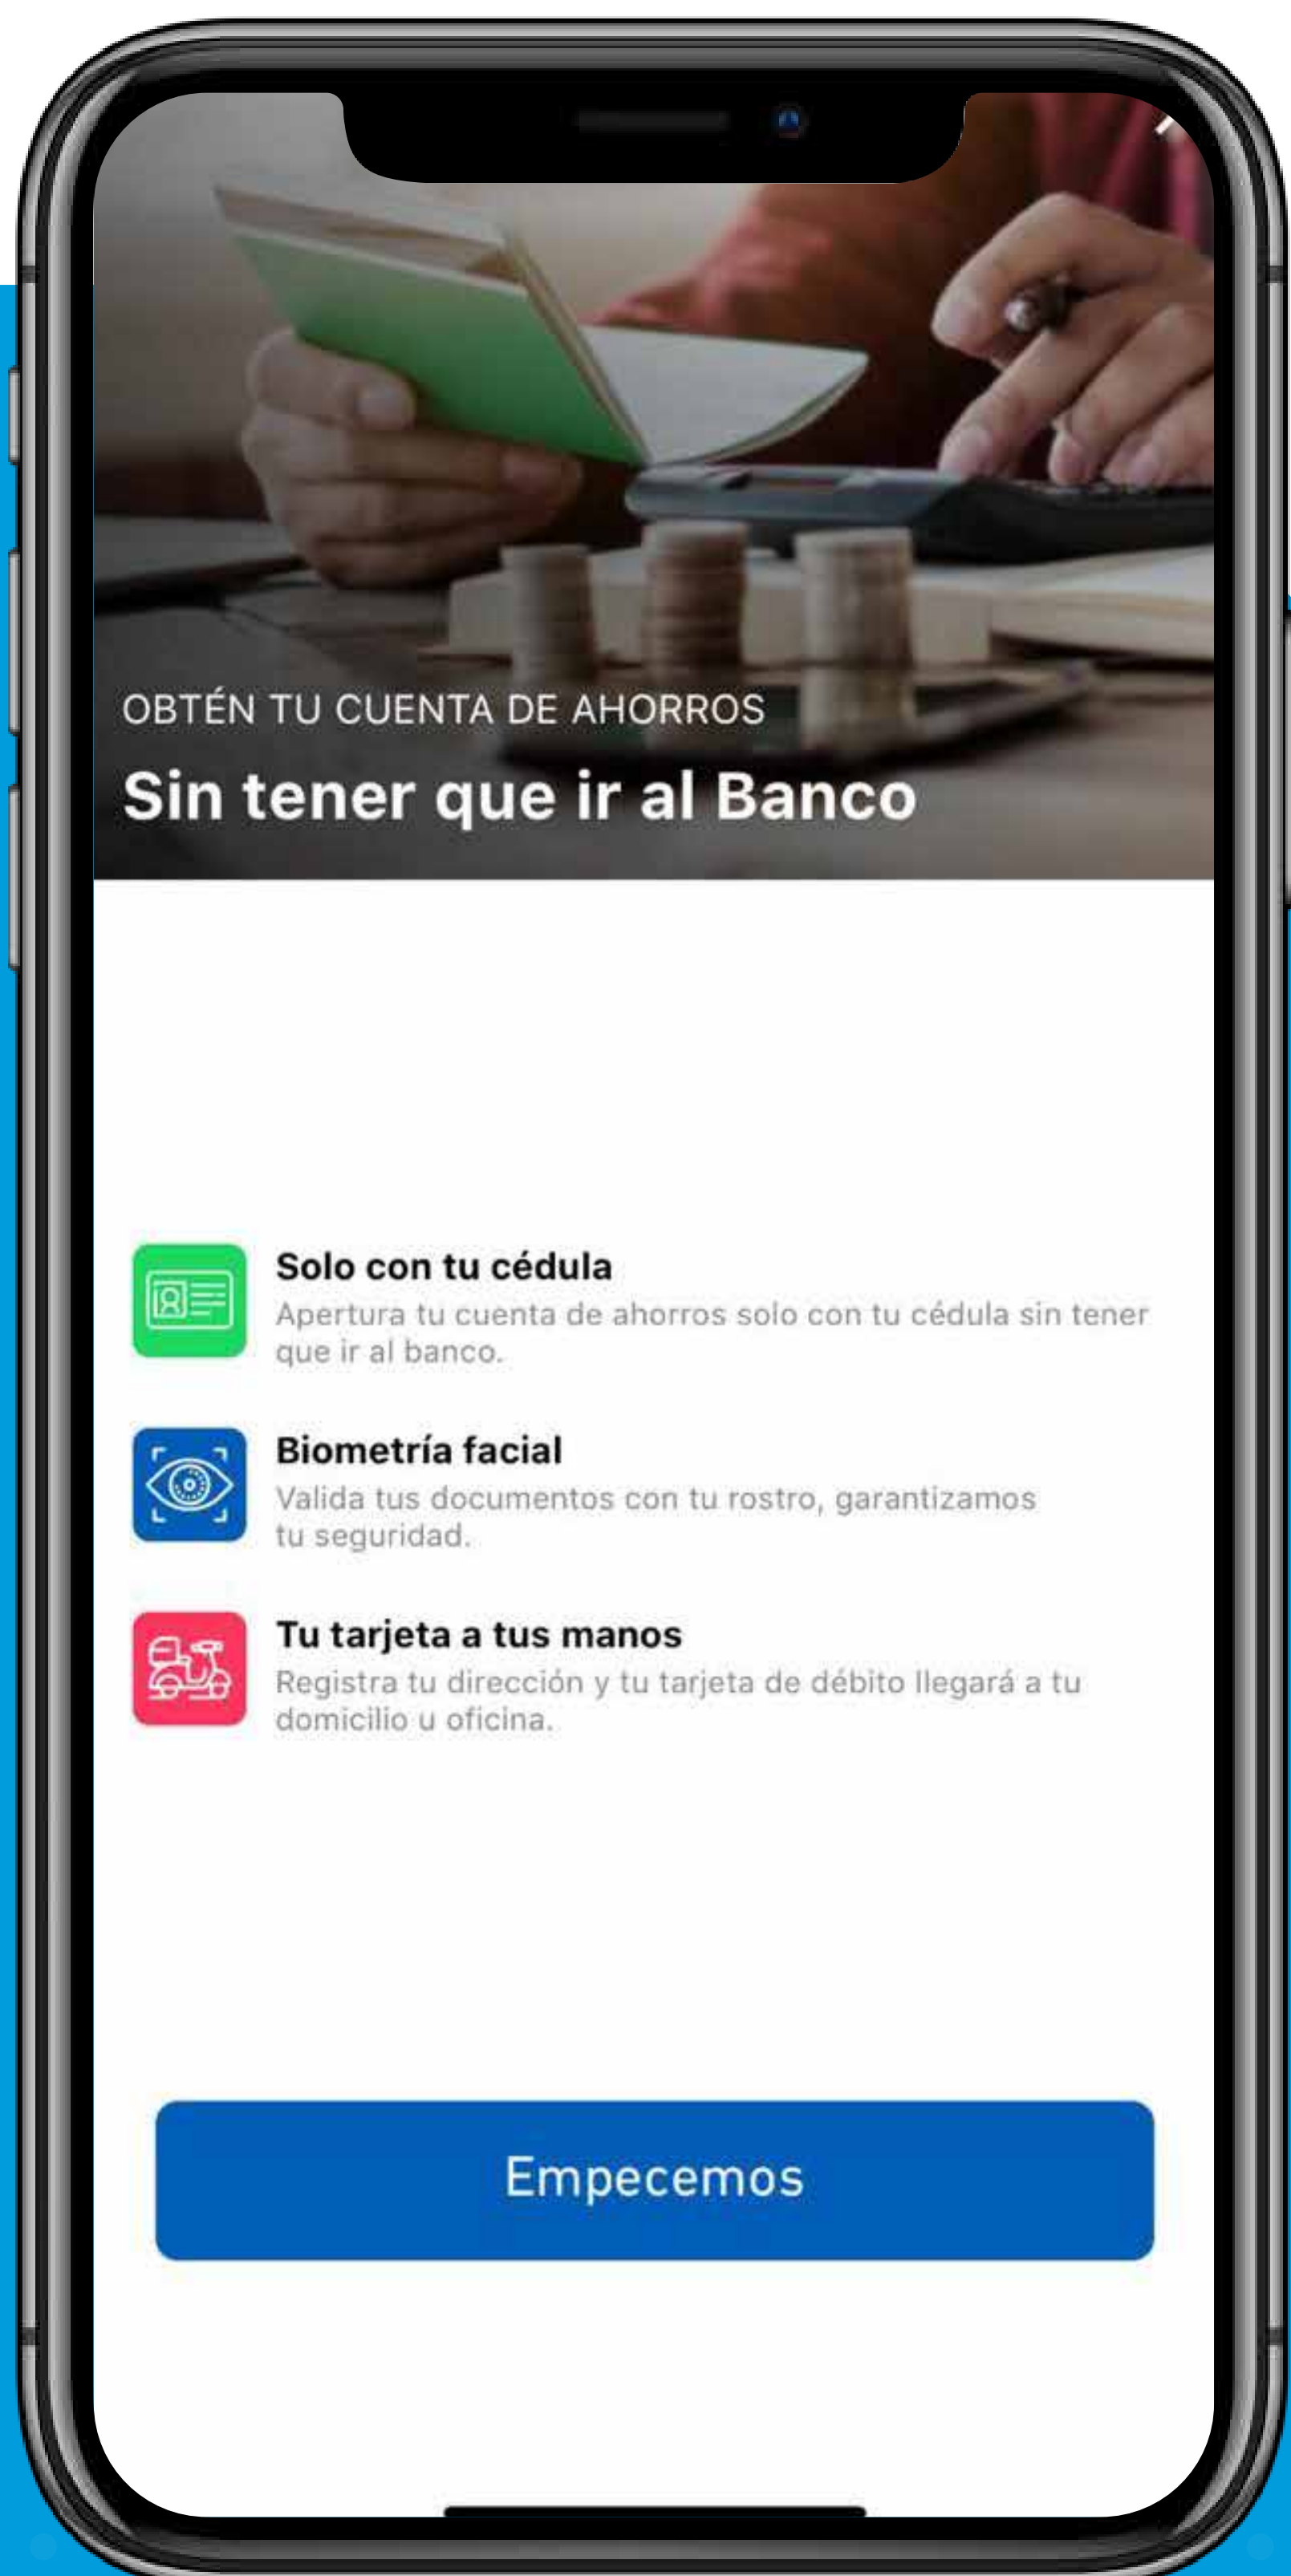 OBTÉN TU CUENTA DE AHORROS
Sin tener que ir al Banco
Solo con tu cédula
Apertura tu cuenta de ahorros solo con tu cédula sin tener
que ir al banco.
Biometría facial
Valida tus documentos con tu rostro, garantizamos
tu seguridad.
Tu tarjeta a tus manos
Registra tu dirección y tu tarjeta de débito llegará a tu
domicilio u oficina.
Empecemos